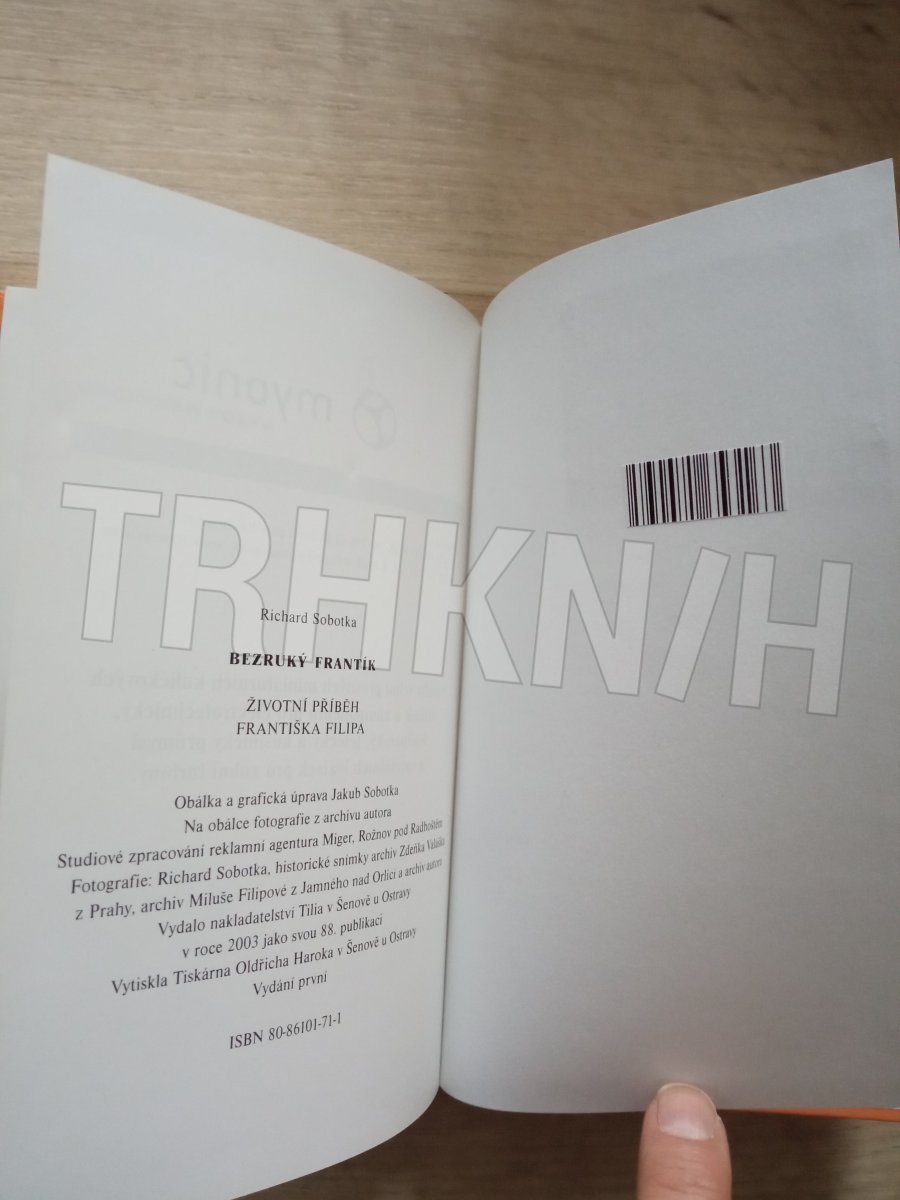 myonic
TRHKN/H
Richard Sobotka
BEZRUKÝ FRANTÍK
ŽIVOTNÍ PŘÍBĚH
FRANTIŠKA FILIPA
Obálka a grafická úprava Jakub Sobotka
Na obálce fotografie z archivu autora
Studiové zpracování reklamní agentura Miger, Rožnov pod Radhoštěm
Fotografie: Richard Sobotka, historické snímky archiv Zdeňka Valáška
z Prahy, archiv Miluše Filipové z Jamného nad Orlicí a archiv autora
Vydalo nakladatelství Tilia v Šenově u Ostravy
v roce 2003 jako svou 88. publikaci
Vytiskla Tiskárna Oldřicha Haroka v Šenově u Ostravy
Vydání první
ISBN 80-86101-71-1